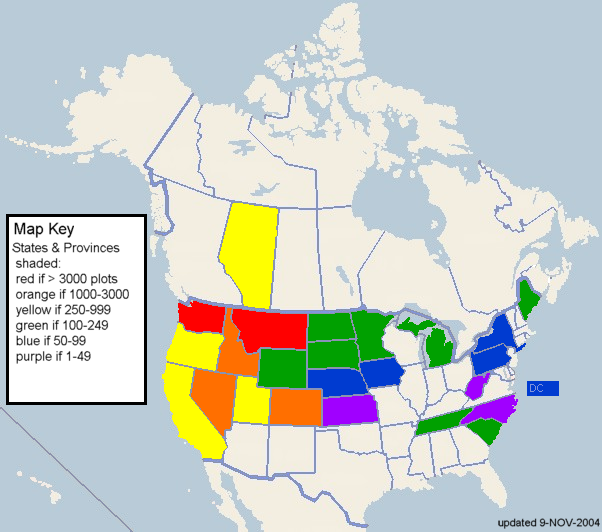 Map Key
States & Provinces
shaded:
red if > 3000 plots
orange if 1000-3000
yellow if 250-999
green if 100-249
blue if 50-99
purple if 1-49
DC
updated 9-NOV-2004